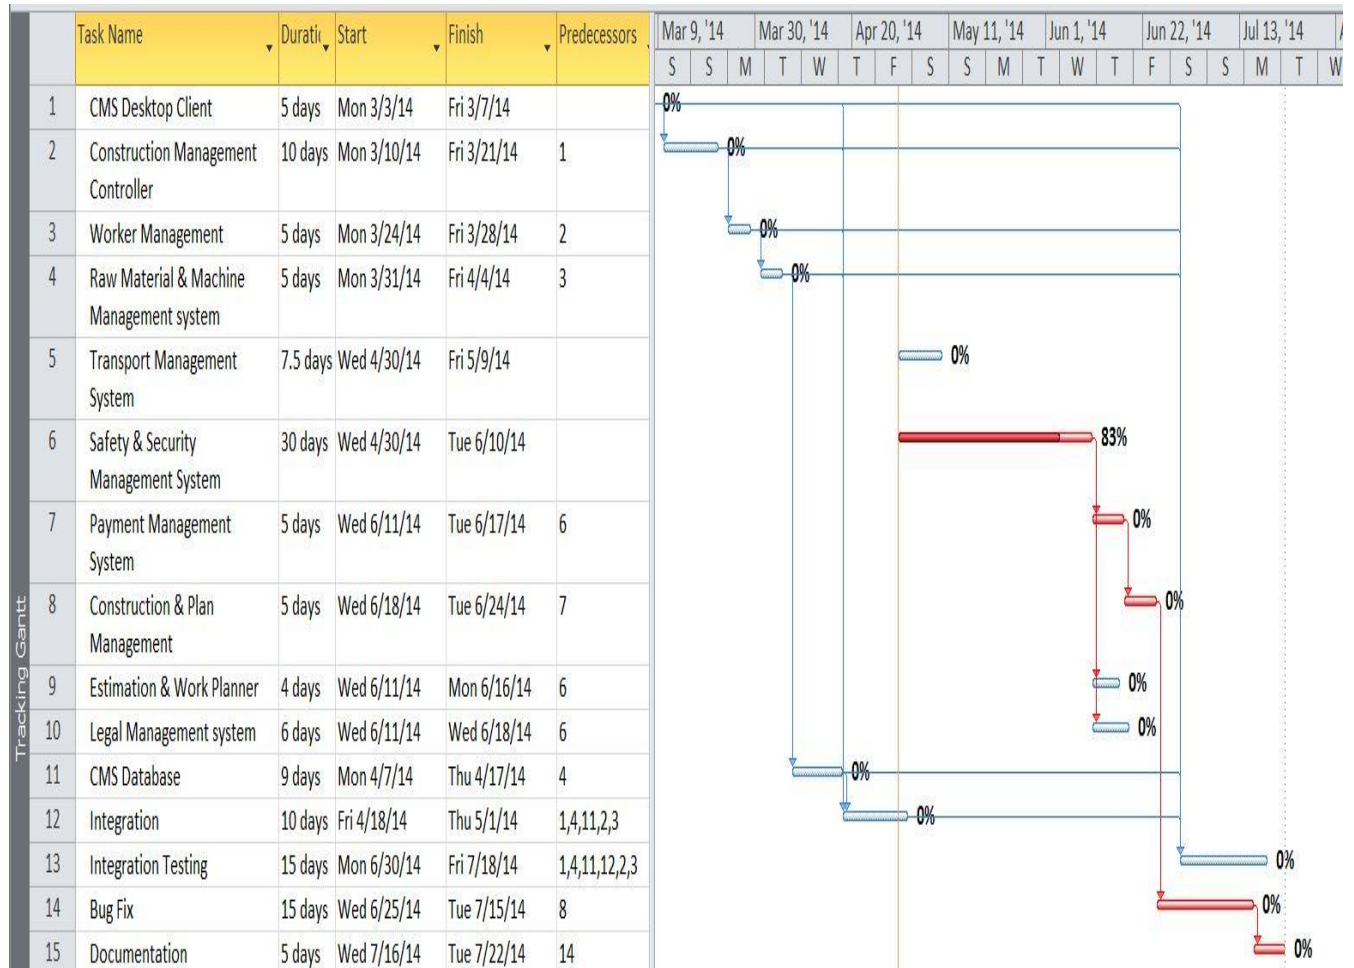 Task Name Duratic Start Finish Predecessors Mar 9, '14 Mar 30, '14 Apr 20, '14 May 11, '14 Jun 1, '14 Jun 22, '14 Jul 13, '14
S S M T W T F S S M T W T F S S M T W
1 CMS Desktop Client 5 days Mon 3/3/14 Fri 3/7/14 0%
2 Construction Management 10 days Mon 3/10/14 Fri 3/21/14 1 0%
Controller
3 Worker Management 5 days Mon 3/24/14 Fri 3/28/14 2 0%
4 Raw Material & Machine 5 days Mon 3/31/14 Fri 4/4/14 3 0%
Management system
5 Transport Management 7.5 days Wed 4/30/14 Fri 5/9/14 0%
System
6 Safety & Security 30 days Wed 4/30/14 Tue 6/10/14 83%
Management System
7 Payment Management 5 days Wed 6/11/14 Tue 6/17/14 6 0%
System
8 Construction & Plan 5 days Wed 6/18/14 Tue 6/24/14 7 0%
Management
9 Estimation & Work Planner 4 days Wed 6/11/14 Mon 6/16/14 6 0%
10 Legal Management system 6 days Wed 6/11/14 Wed 6/18/14 6 0%
11 CMS Database 9 days Mon 4/7/14 Thu 4/17/14 4 0%
12 Integration 10 days Fri 4/18/14 Thu 5/1/14 1,4,11,2,3 0%
13 Integration Testing 15 days Mon 6/30/14 Fri 7/18/14 1,4,11,12,2,3 0%
14 Bug Fix 15 days Wed 6/25/14 Tue 7/15/14 8 0%
15 Documentation 5 days Wed 7/16/14 Tue 7/22/14 14 0%
Tracking Gantt